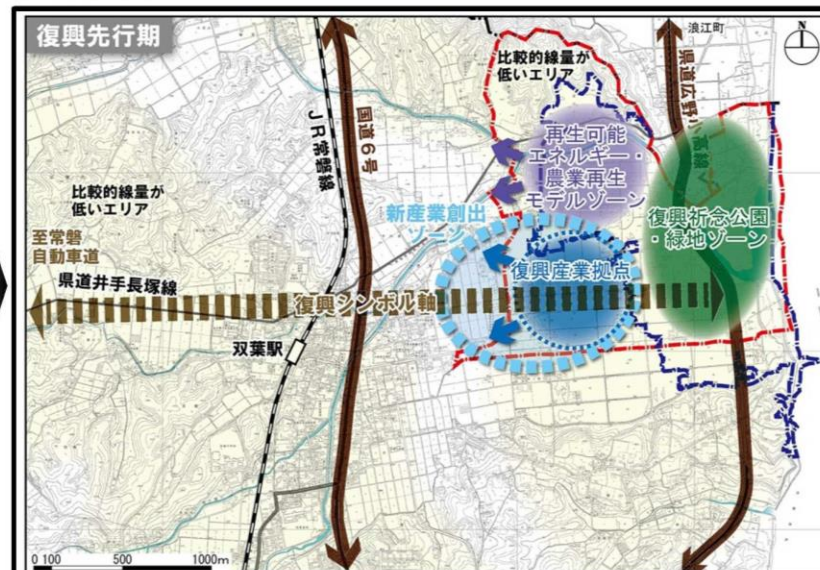 復興先行期
浪江町
N
比較的線量が
低いエリア
県道広野小高線
国道6号
JR常磐線
再生可能
エネルギー・
農業再生
モデルゾーン
比較的線量が
低いエリア
新産業創出
ゾーン
復興祈念公園
・緑地ゾーン
至常磐
自動車道
復興産業拠点
県道井手長塚線
復興シンボル軸
双葉駅
0 100 500 1000m